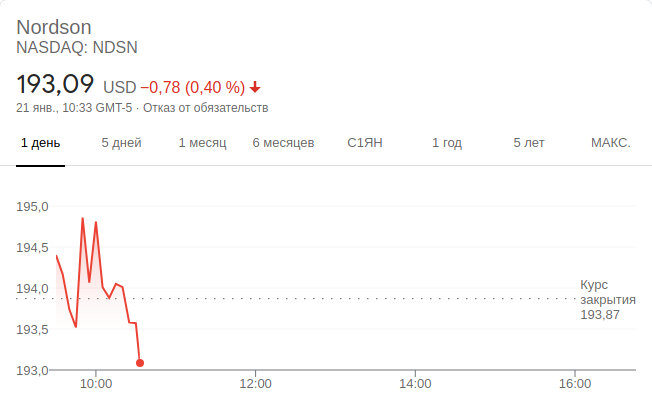 Nordson
NASDAQ: NDSN
193,09 USD −0,78 (0,40 %)
21 янв., 10:33 GMT-5 · Отказ от обязательств
1 день 5 дней 1 месяц 6 месяцев С1ЯН 1 год 5 лет МАКС.
195,0
194,5
194,0
193,5
193,0
Курс
закрытия
193,87
10:00 12:00 14:00 16:00